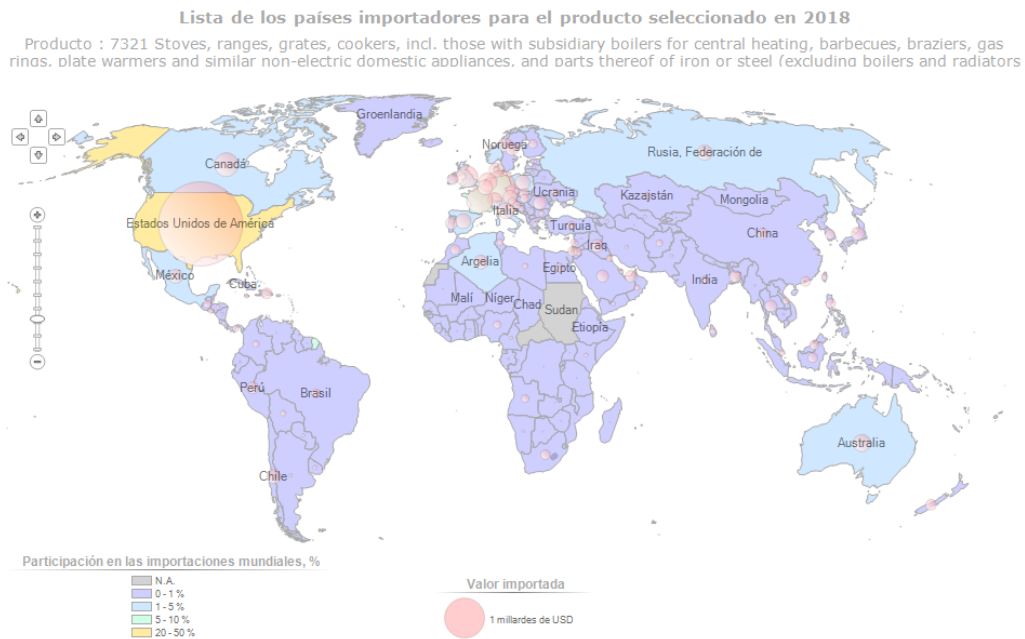 Lista de los países importadores para el producto seleccionado en 2018
Producto : 7321 Stoves, ranges, grates, cookers, incl. those with subsidiary boilers for central heating, barbecues, braziers, gas
rings, plate warmers and similar non-electric domestic appliances, and parts thereof of iron or steel (excluding boilers and radiators
Groenlandia
Noruega
Canadá
Rusia, Federación de
Ucrania
Kazajstán
Mongolia
Italia
Estados Unidos de América
Turquía
China
Iraq
Argelia
Egipto
México
India
Cuba
Malí
Níger
Chad
Sudan
Etiopía
Perú
Brasil
Australia
Chile
Participación en las importaciones mundiales, %
N.A.
0 - 1 %
1 - 5 %
5 - 10 %
20 - 50 %
Valor importada
1 millardes de USD